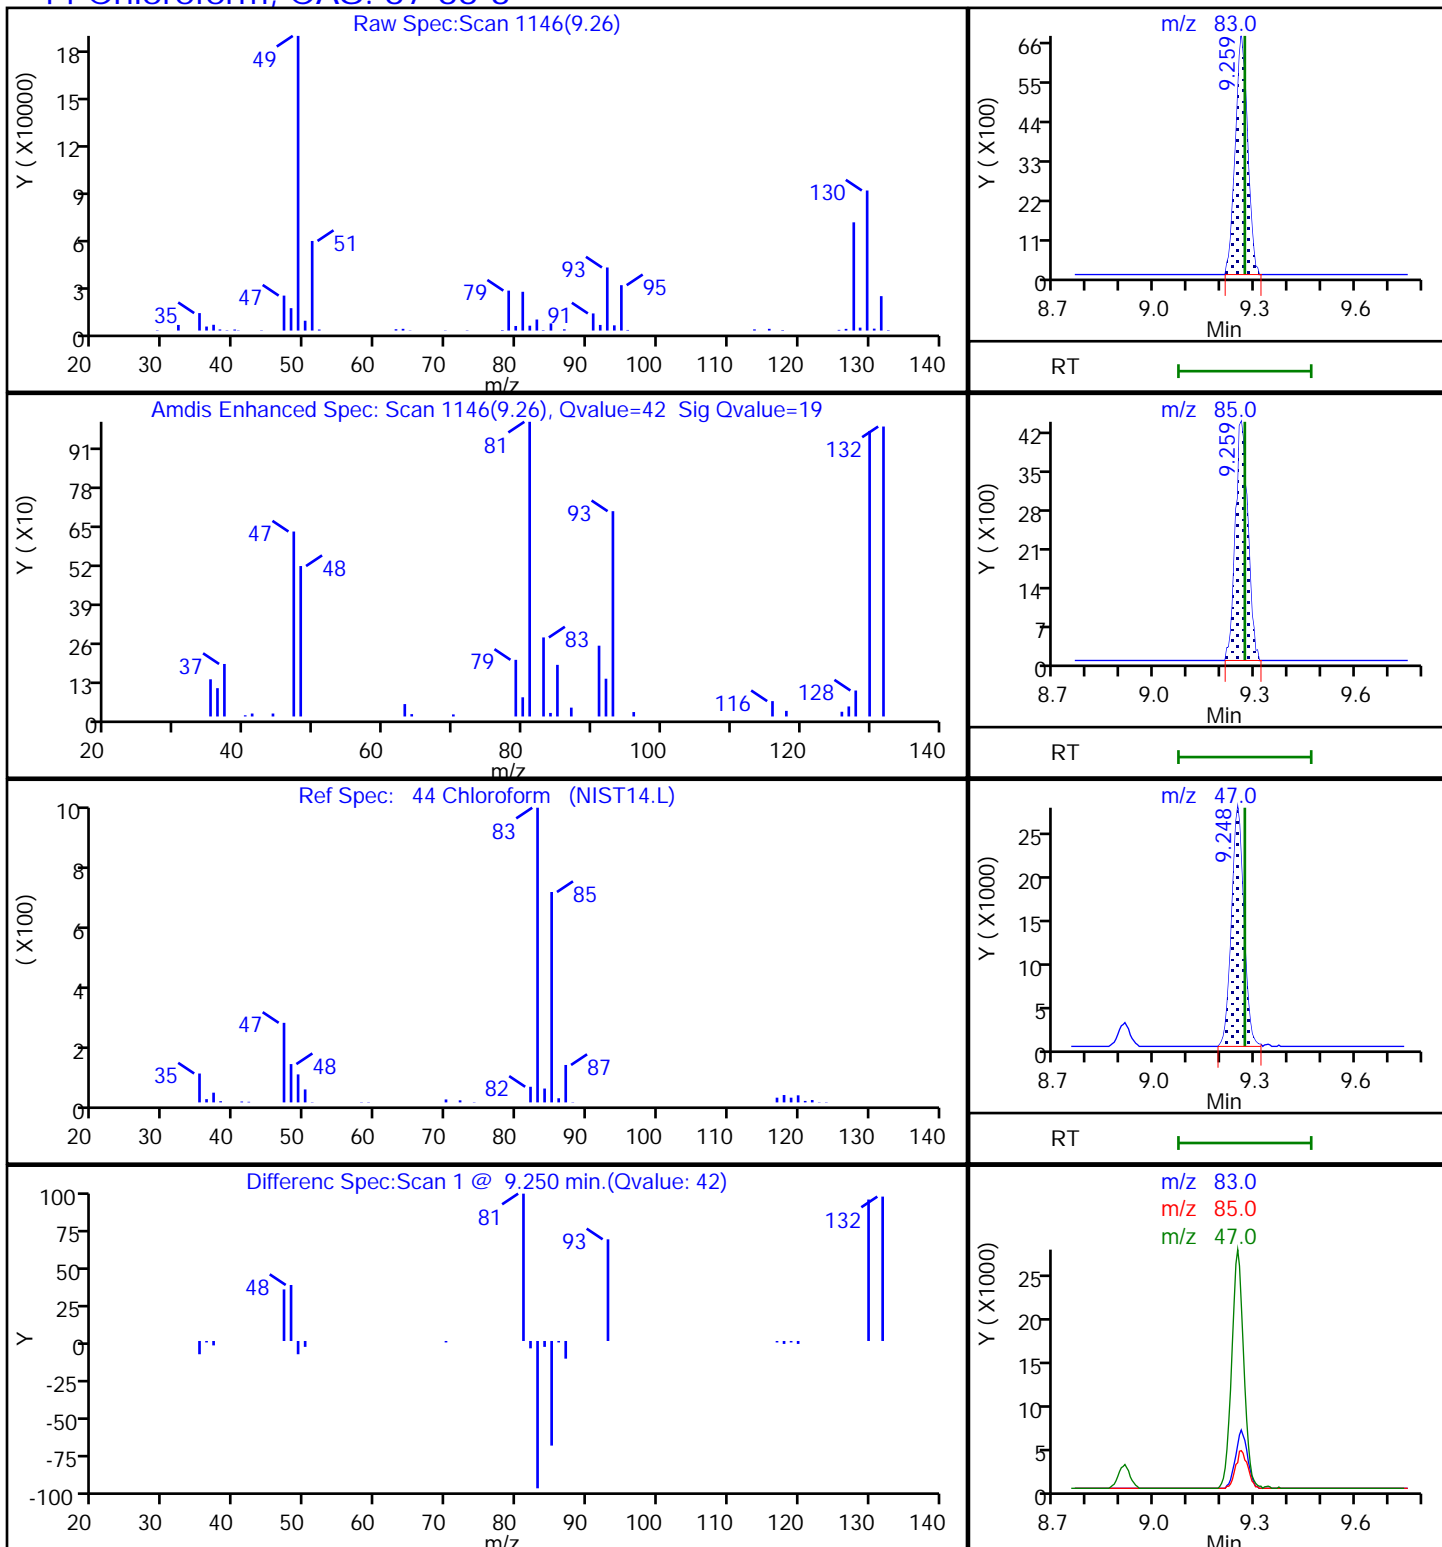 44 Chloroform, CAS: 67-66-3
Raw Spec:Scan 1146(9.26)
Y ( X10000)
18
15
12
9
6
3
0
49
51
47
35
79
93
95
91
130
20 30 40 50 60 70 80 90 100 110 120 130 140
m/z
m/z 83.0
Y ( X100)
66
55
44
33
22
11
0
9.259
8.7 9.0 9.3 9.6
Min
RT
Amdis Enhanced Spec: Scan 1146(9.26), Qvalue=42 Sig Qvalue=19
Y ( X10)
91
78
65
52
39
26
13
0
81
132
93
47
48
83
79
37
116
128
20 40 60 80 100 120 140
m/z
m/z 85.0
Y ( X100)
42
35
28
21
14
7
0
9.259
8.7 9.0 9.3 9.6
Min
RT
Ref Spec: 44 Chloroform (NIST14.L)
( X100)
10
8
6
4
2
0
83
85
47
48
35
82
87
20 30 40 50 60 70 80 90 100 110 120 130 140
m/z 47.0
Y ( X1000)
25
20
15
10
5
0
9.248
8.7 9.0 9.3 9.6
Min
RT
Differenc Spec:Scan 1 @ 9.250 min.(Qvalue: 42)
Y
100
75
50
25
0
-25
-50
-75
-100
81
132
93
48
20 30 40 50 60 70 80 90 100 110 120 130 140
m/z
m/z 83.0
m/z 85.0
m/z 47.0
Y ( X1000)
25
20
15
10
5
0
8.7 9.0 9.3 9.6
Min